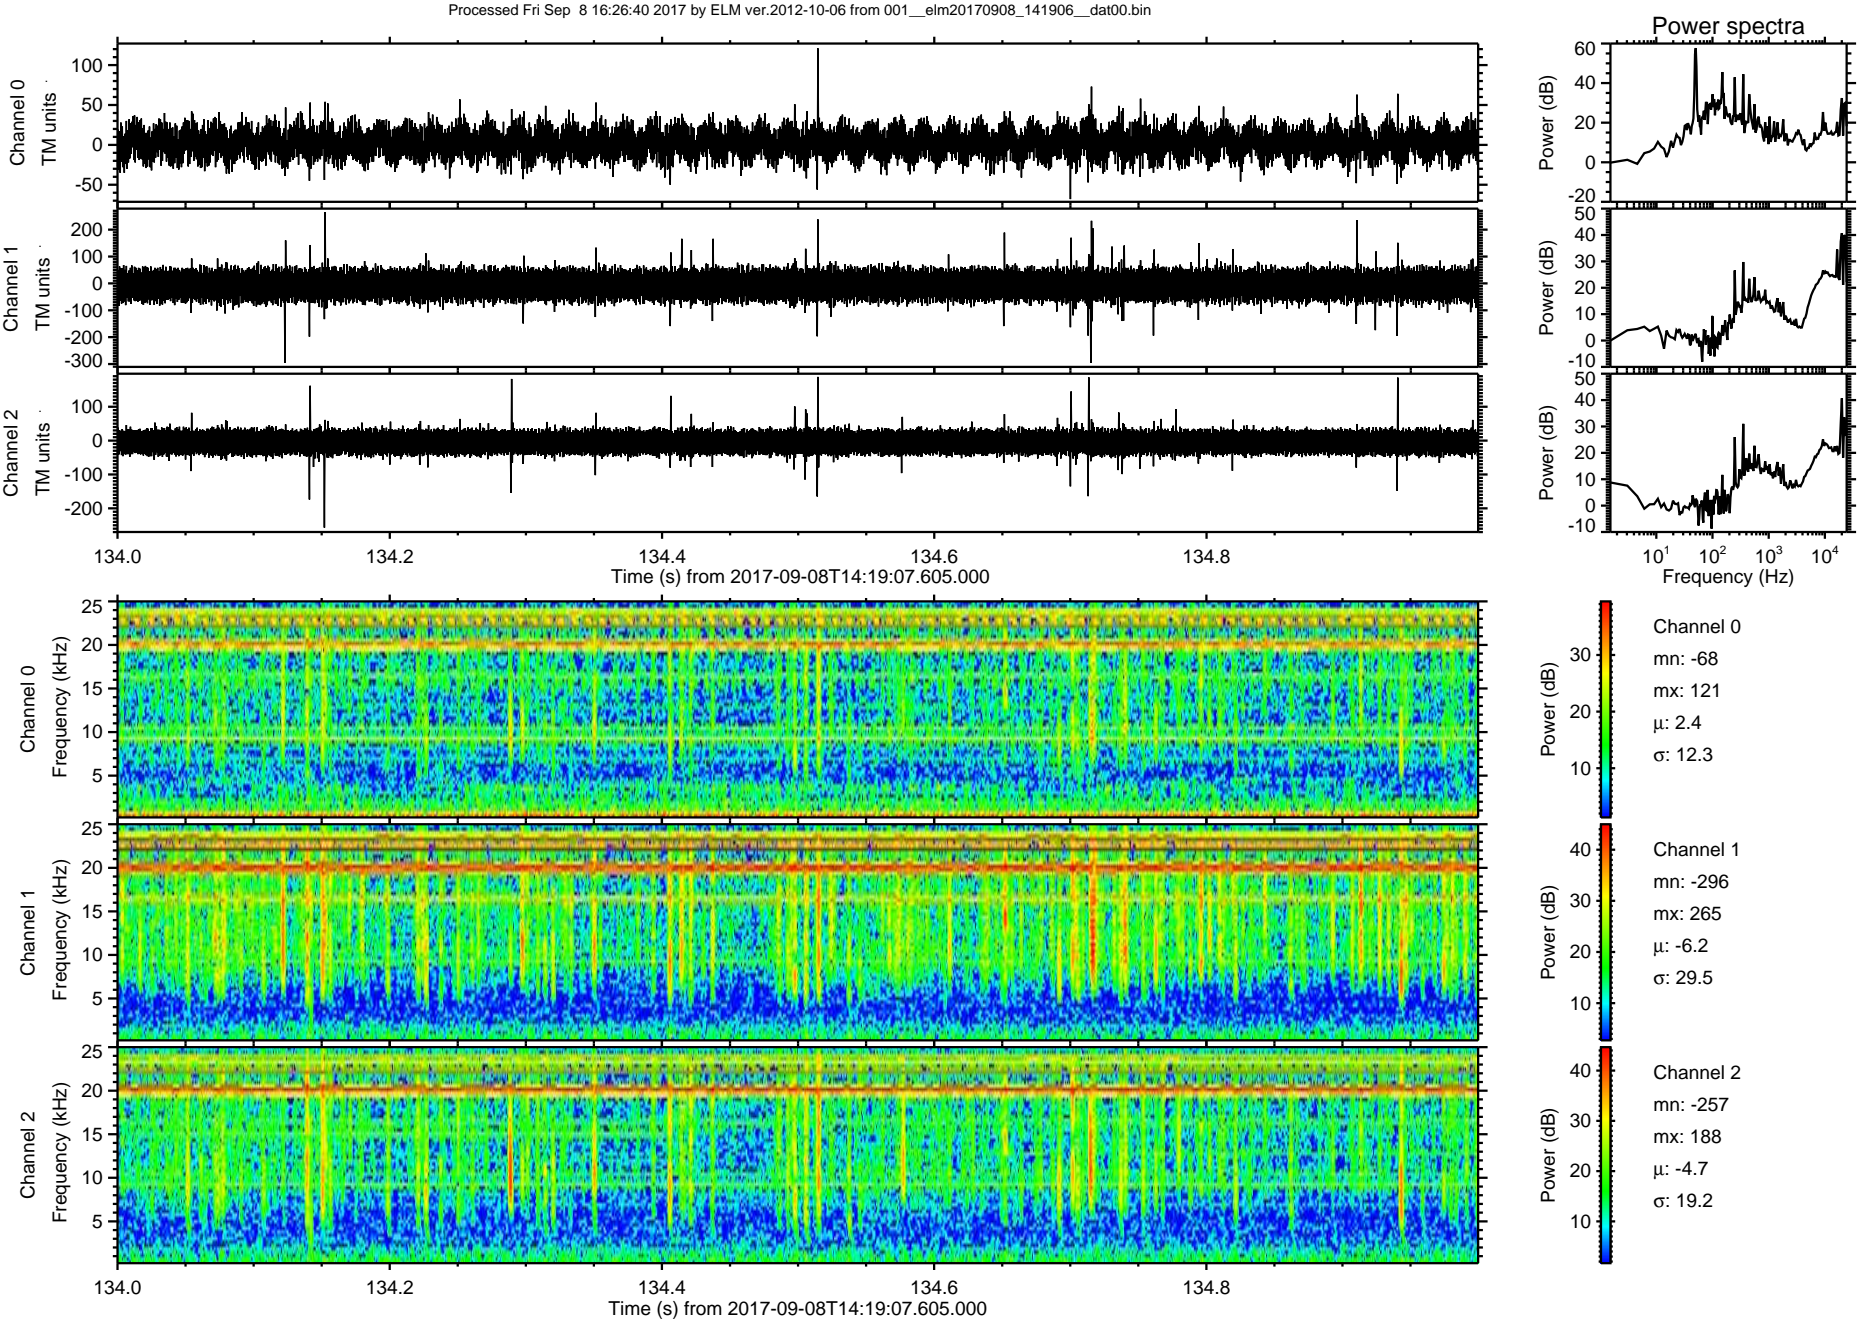 Processed Fri Sep  8 16:26:40 2017 by ELM ver.2012-10-06 from 001__elm20170908_141906__dat00.bin
Power spectra
Channel 0
TM units
100
50
0
-50
Power (dB)
60
40
20
0
-20
Channel 1
TM units
200
100
0
-100
-200
-300
Power (dB)
50
40
30
20
10
0
-10
Channel 2
TM units
100
0
-100
-200
Power (dB)
50
40
30
20
10
0
-10
134.0 134.2 134.4 134.6 134.8
Time (s) from 2017-09-08T14:19:07.605.000
10^1 10^2 10^3 10^4
Frequency (Hz)
Channel 0
Frequency (kHz)
25
20
15
10
5
Power (dB)
30
20
10
Channel 0
mn: -68
mx: 121
μ: 2.4
σ: 12.3
Channel 1
Frequency (kHz)
25
20
15
10
5
Power (dB)
40
30
20
10
Channel 1
mn: -296
mx: 265
μ: -6.2
σ: 29.5
Channel 2
Frequency (kHz)
25
20
15
10
5
Power (dB)
40
30
20
10
Channel 2
mn: -257
mx: 188
μ: -4.7
σ: 19.2
134.0 134.2 134.4 134.6 134.8
Time (s) from 2017-09-08T14:19:07.605.000